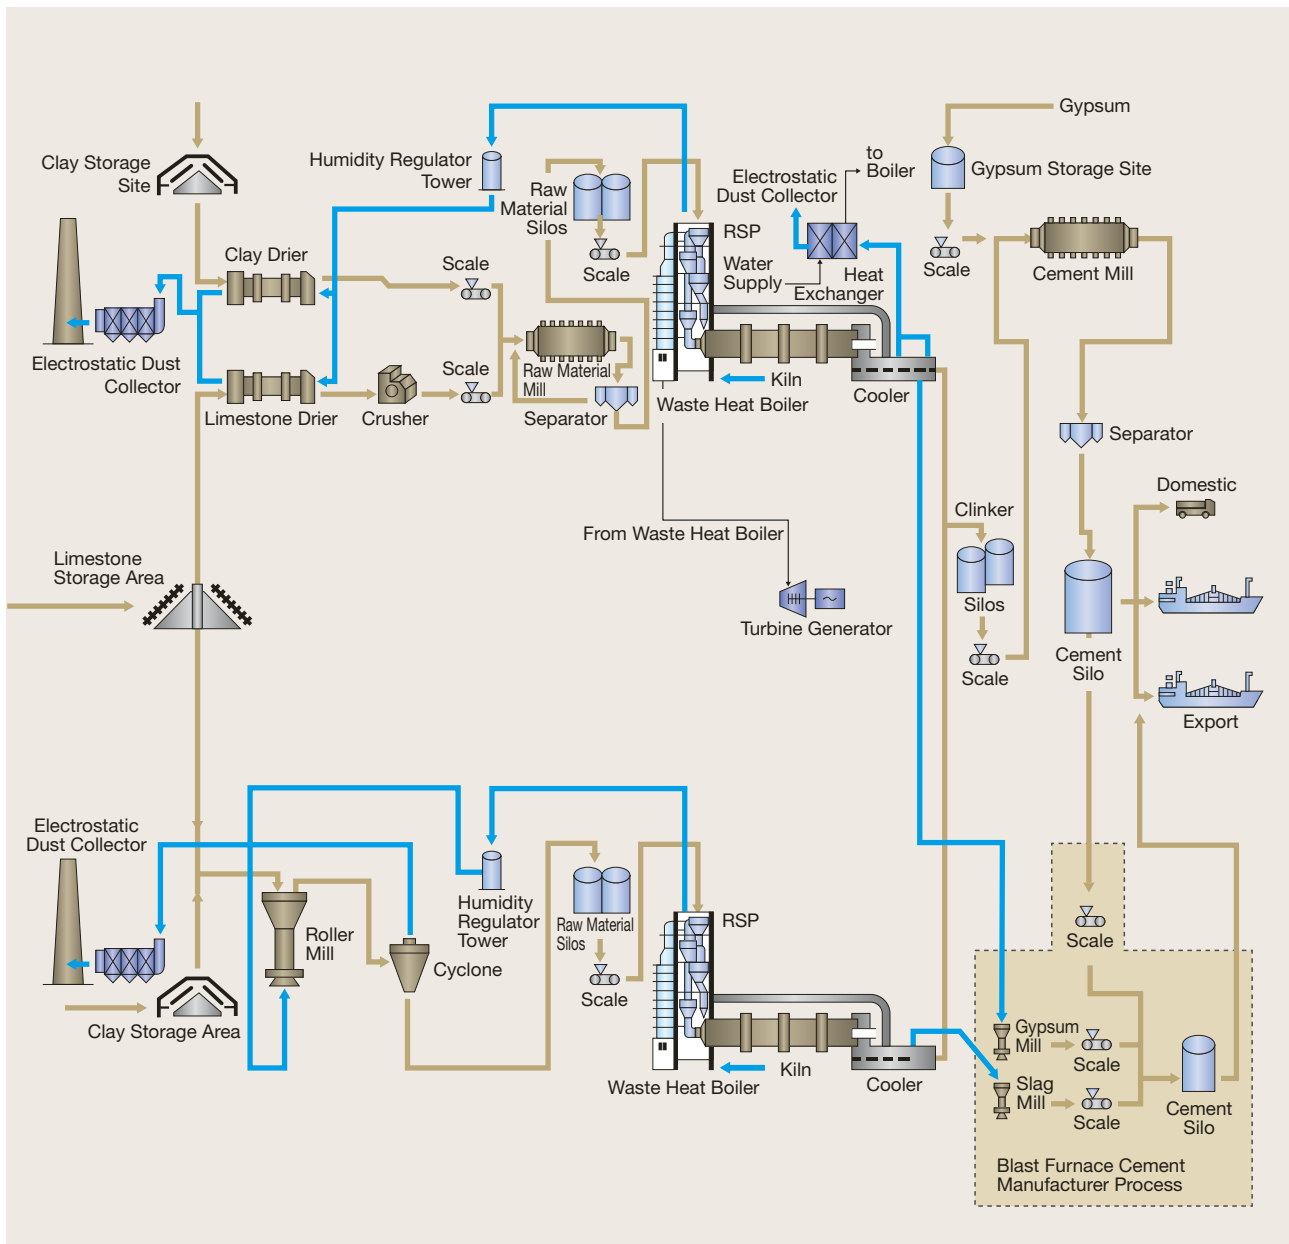 Gypsum
to
Boiler
Clay Storage
Site
Humidity Regulator
Tower
Electrostatic
Dust Collector
Gypsum Storage Site
Raw
Material
Silos
RSP
Clay Drier
Scale
Scale
Water
Supply
Heat
Exchanger
Scale
Cement Mill
Electrostatic Dust
Collector
Scale
Raw Material
Mill
Kiln
Limestone Drier
Crusher
Separator
Waste Heat Boiler
Cooler
Separator
Domestic
Clinker
From Waste Heat Boiler
Limestone
Storage Area
Silos
Turbine Generator
Cement
Silo
Scale
Export
Electrostatic
Dust Collector
Humidity
Regulator
Tower
Raw Material
Silos
RSP
Roller
Mill
Cyclone
Scale
Scale
Clay Storage Area
Gypsum
Mill
Scale
Kiln
Waste Heat Boiler
Cooler
Slag
Mill
Scale
Cement
Silo
Blast Furnace Cement
Manufacturer Process